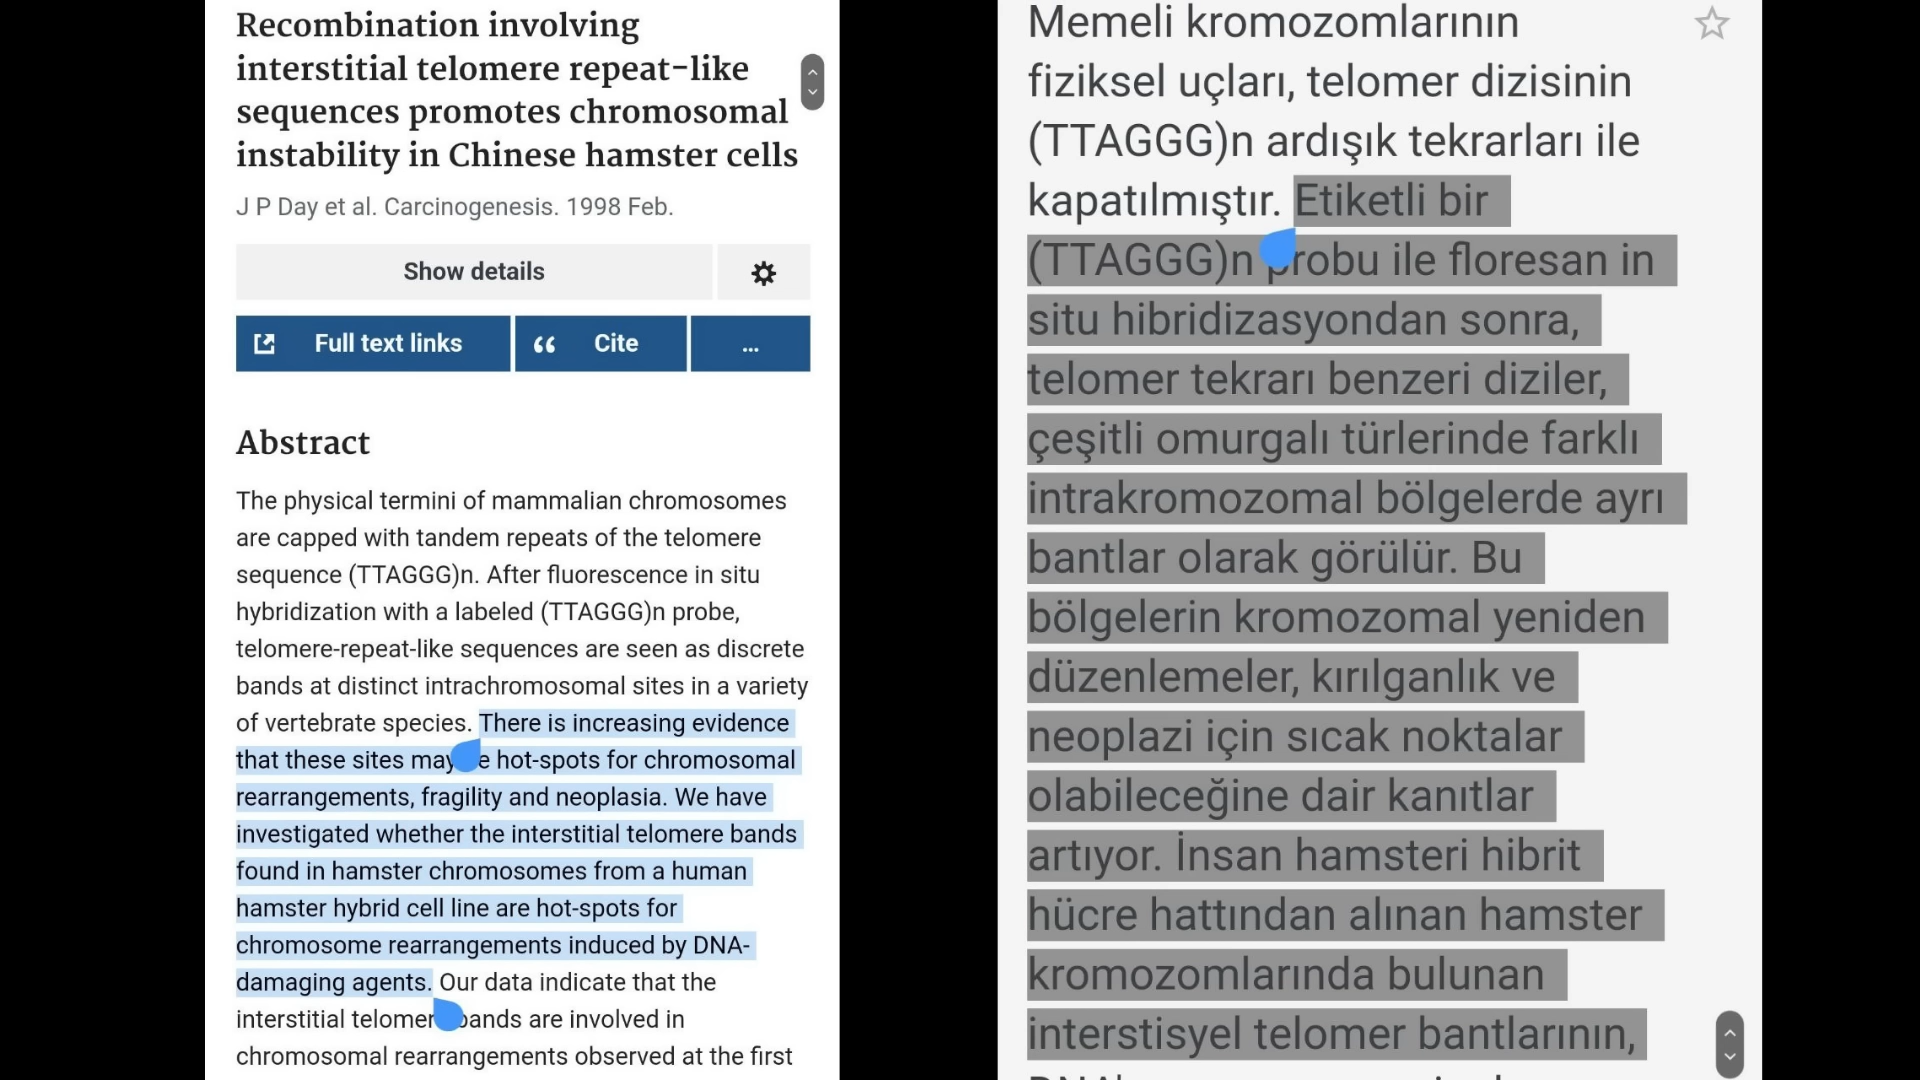 Recombination involving
interstitial telomere repeat-like
sequences promotes chromosomal
instability in Chinese hamster cells
J P Day et al. Carcinogenesis. 1998 Feb.
Show details
Full text links
Cite
...
Abstract
The physical termini of mammalian chromosomes
are capped with tandem repeats of the telomere
sequence (TTAGGG)n. After fluorescence in situ
hybridization with a labeled (TTAGGG)n probe,
telomere-repeat-like sequences are seen as discrete
bands at distinct intrachromosomal sites in a variety
of vertebrate species. There is increasing evidence
that these sites may be hot-spots for chromosomal
rearrangements, fragility and neoplasia. We have
investigated whether the interstitial telomere bands
found in hamster chromosomes from a human
hamster hybrid cell line are hot-spots for
chromosome rearrangements induced by DNA-
damaging agents. Our data indicate that the
interstitial telomere bands are involved in
chromosomal rearrangements observed at the first
Memeli kromozomlarının
fiziksel uçları, telomer dizisinin
(TTAGGG)n ardışık tekrarları ile
kapatılmıştır. Etiketli bir
(TTAGGG)n probu ile floresan in
situ hibridizasyondan sonra,
telomer tekrarı benzeri diziler,
çeşitli omurgalı türlerinde farklı
intrakromozomal bölgelerde ayrı
bantlar olarak görülür. Bu
bölgelerin kromozomal yeniden
düzenlemeler, kırılganlık ve
neoplazi için sıcak noktalar
olabileceğine dair kanıtlar
artıyor. İnsan hamsteri hibrit
hücre hattından alınan hamster
kromozomlarında bulunan
interstisyel telomer bantlarının,